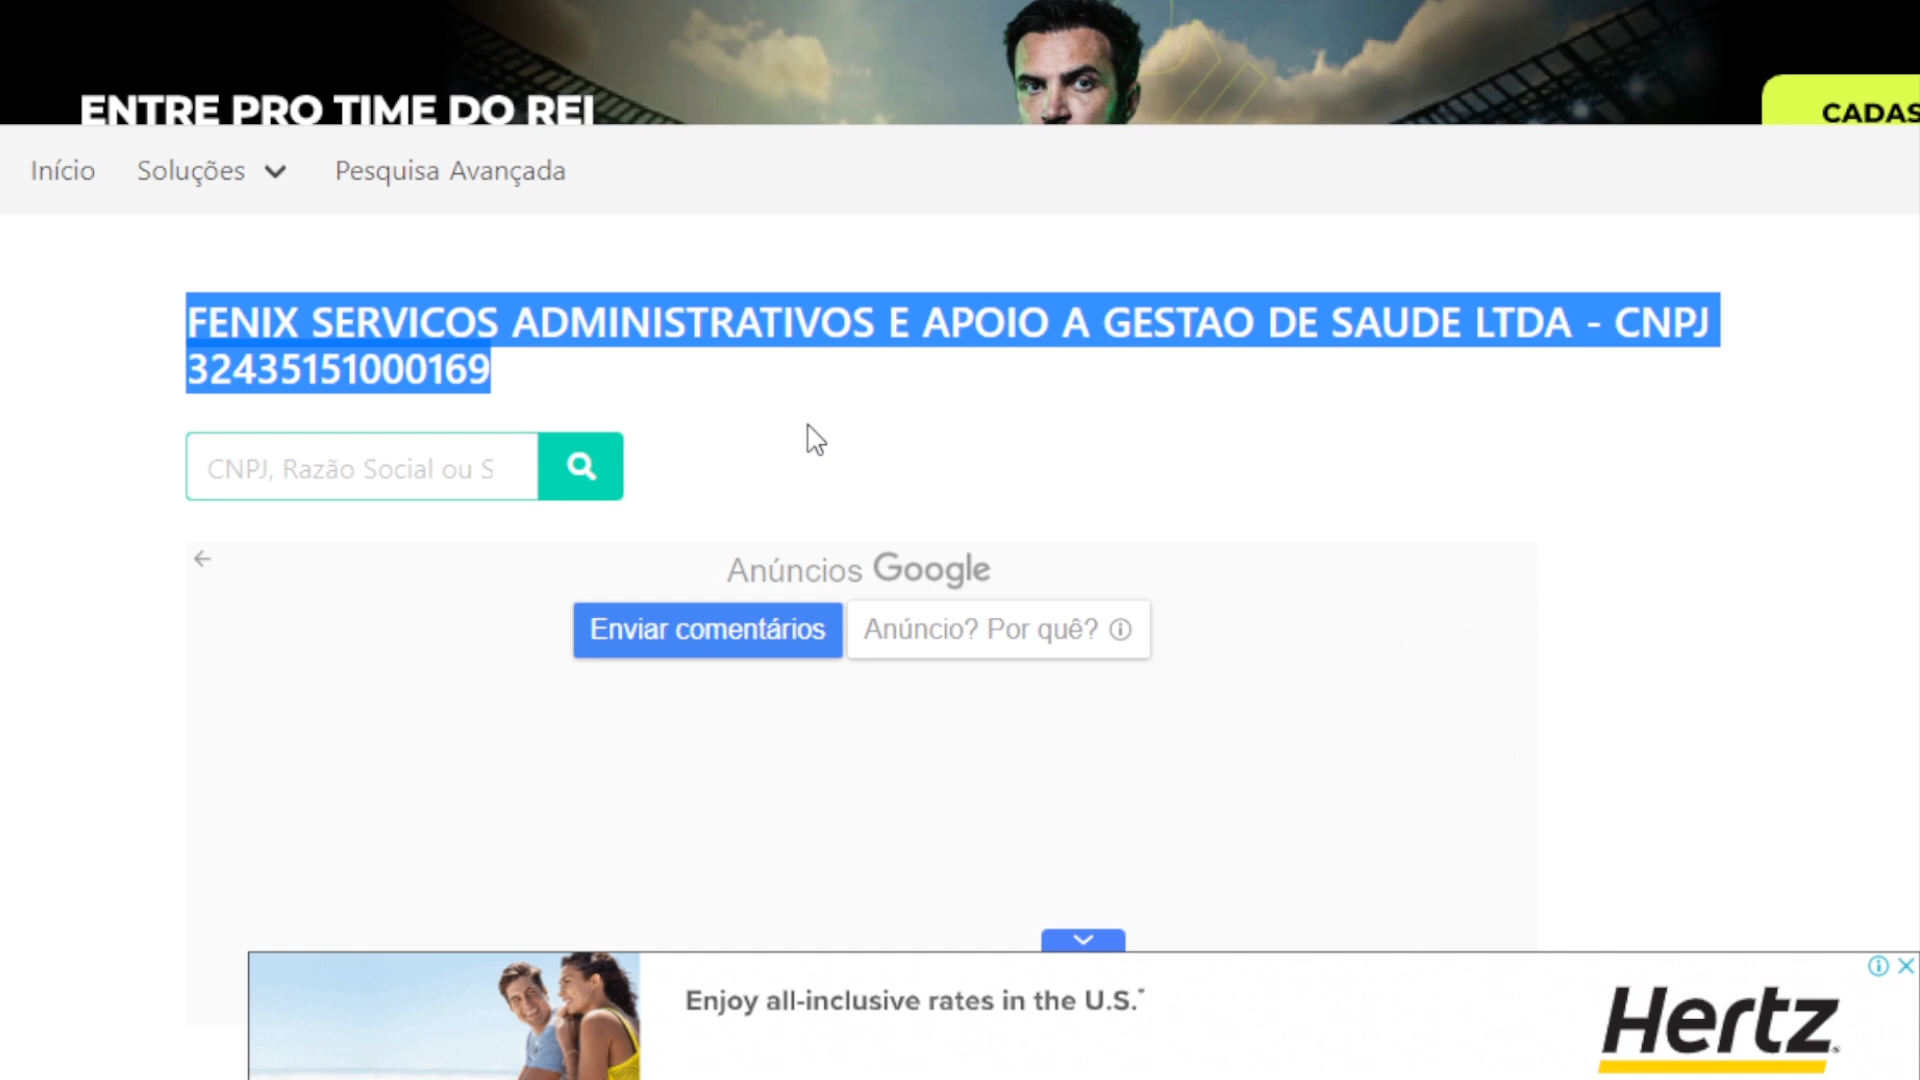 ENTRE PRO TIME DO REI
CADAS
Início Soluções Pesquisa Avançada
FENIX SERVICOS ADMINISTRATIVOS E APOIO A GESTAO DE SAUDE LTDA - CNPJ
32435151000169
CNPJ, Razão Social ou S
Anúncios Google
Enviar comentários Anúncio? Por quê?
Enjoy all-inclusive rates in the U.S.*
Hertz